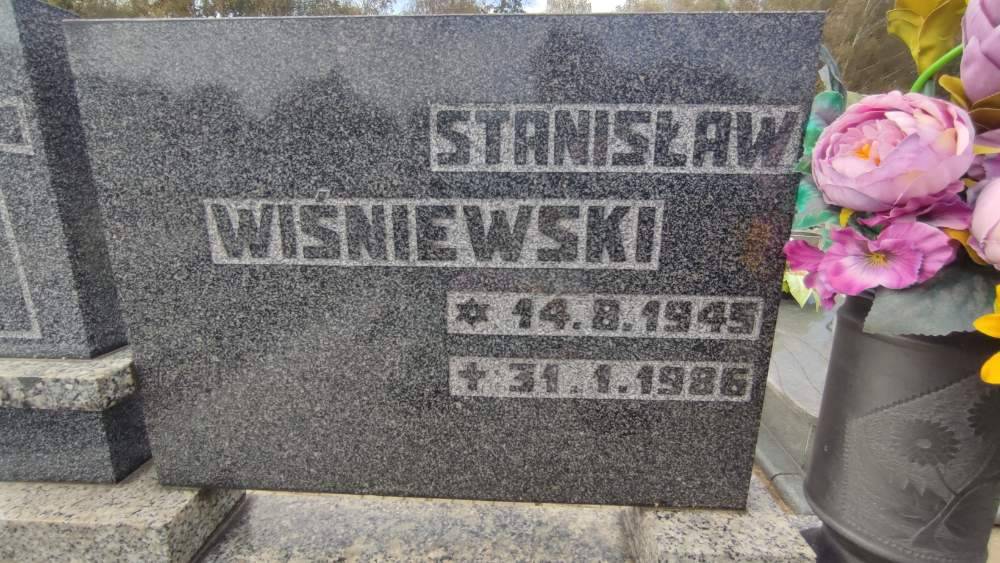 STANISŁAW
WIŚNIEWSKI
✡ 14.8.1945
✝ 31.1.1986